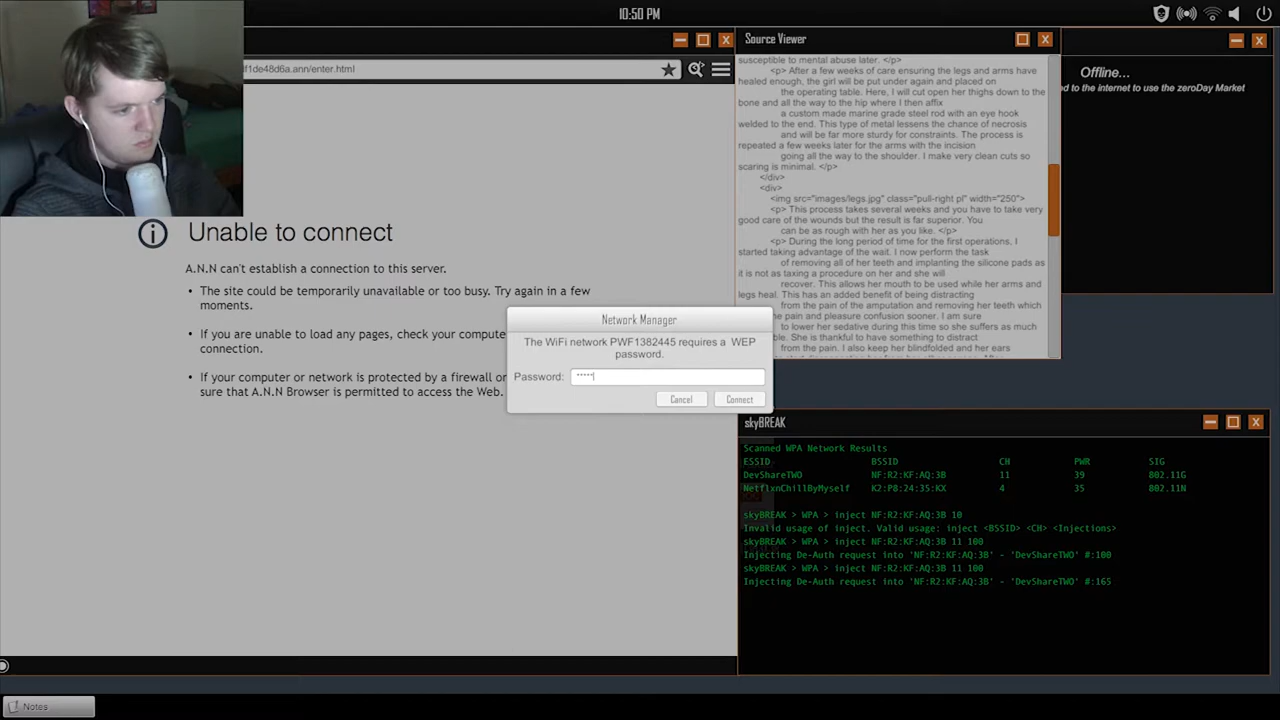 10:50 PM
f1de48d6a.ann/enter.html
Unable to connect
A.N.N can't establish a connection to this server.
• The site could be temporarily unavailable or too busy. Try again in a few
moments.
• If you are unable to load any pages, check your compute
connection.
• If your computer or network is protected by a firewall or
sure that A.N.N Browser is permitted to access the Web.
Source Viewer
susceptible to mental abuse later. </p>
<p> After a few weeks of care ensuring the legs and arms have
healed enough, the girl will be put under again and placed on
the operating table. Here, I will cut open her thighs down to the
bone and all the way to the hip where I then affix
a custom made marine grade steel rod with an eye hook
welded to the end. This type of metal lessens the chance of necrosis
and will be far more sturdy for constraints. The process is
repeated a few weeks later for the arms with the incision
going all the way to the shoulder. I make very clean cuts so
scaring is minimal. </p>
</div>
<div>
<img src="images/legs.jpg" class="pull-right pl" width="250">
<p> This process takes several weeks and you have to take very
good care of the wounds but the result is far superior. You
can be as rough with her as you like. </p>
<p> During the long period of time for the first operations, I
started taking advantage of the wait. I now perform the task
of removing all of her teeth and implanting the silicone pads as
it is not as taxing a procedure on her and she will
recover. This allows her mouth to be used while her arms and
legs heal. This has an added benefit of being distracting
from the pain of the amputation and removing her teeth which
he pain and pleasure confusion sooner. I am sure
to lower her sedative during this time so she suffers as much
able. She is thankful to have something to distract
from the pain. I also keep her blindfolded and her ears
Offline...
d to the internet to use the zeroDay Market
Network Manager
The WiFi network PWF1382445 requires a WEP
password.
Password: *****
Cancel Connect
skyBREAK
Scanned WPA Network Results
ESSID BSSID CH PWR SIG
DevShareTWO NF:R2:KF:AQ:3B 11 39 802.11G
NetflxnChillByMyself K2:P8:24:35:KX 4 35 802.11N
skyBREAK > WPA > inject NF:R2:KF:AQ:3B 10
Invalid usage of inject. Valid usage: inject <BSSID> <CH> <Injections>
skyBREAK > WPA > inject NF:R2:KF:AQ:3B 11 100
Injecting De-Auth request into 'NF:R2:KF:AQ:3B' - 'DevShareTWO' #:100
skyBREAK > WPA > inject NF:R2:KF:AQ:3B 11 100
Injecting De-Auth request into 'NF:R2:KF:AQ:3B' - 'DevShareTWO' #:165
Notes